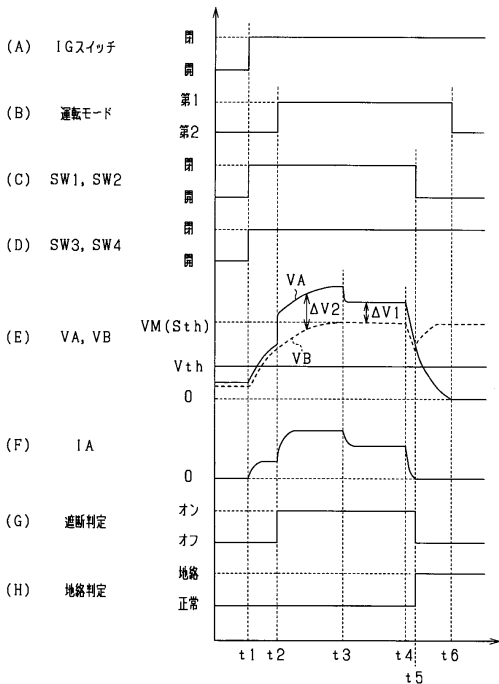 (A) IGスイッチ 閉
開
(B) 運転モード 第1
第2
(C) SW1, SW2 閉
開
(D) SW3, SW4 閉
開
(E) VA, VB
VA
ΔV2
ΔV1
VM(Sth)
VB
Vth
0
(F) IA
0
(G) 遮断判定 オン
オフ
(H) 地絡判定 地絡
正常
t1 t2 t3 t4 t6
t5